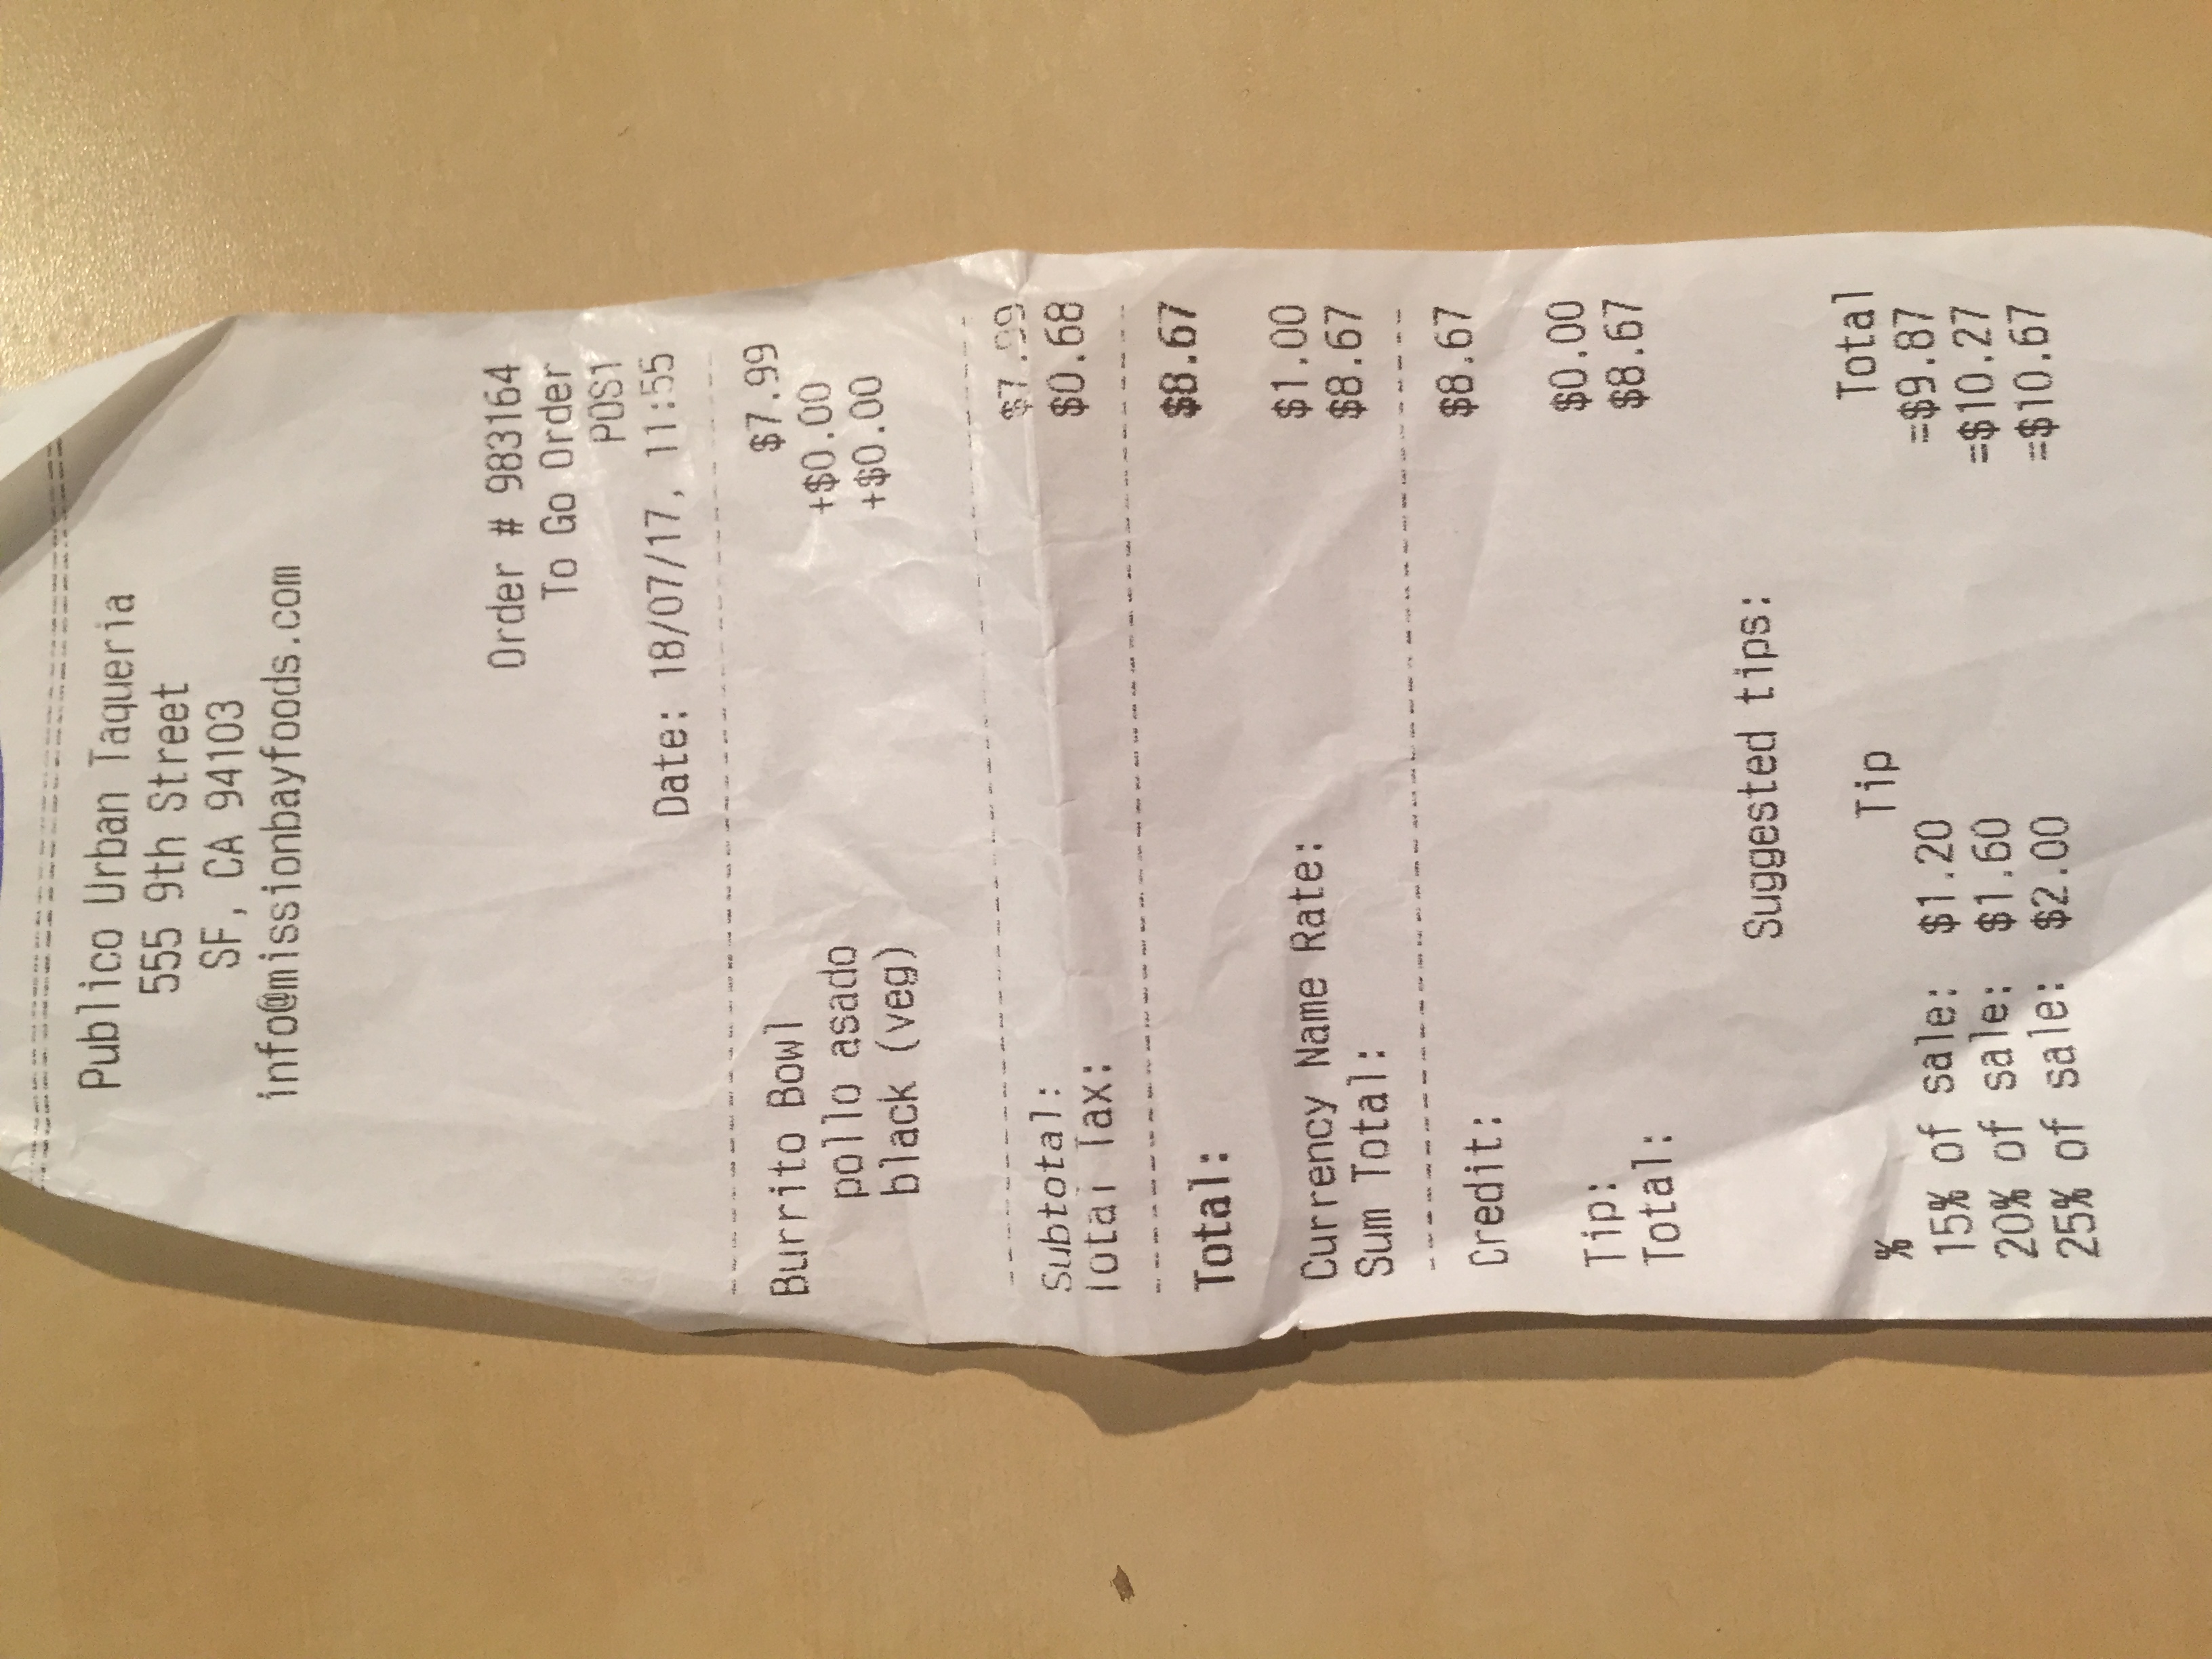 Publico Urban Taqueria
555 9th Street
SF, CA 94103
info@missionbayfoods.com
Order # 983164
To Go Order
POS1
Date: 18/07/17, 11:55
Burrito Bowl $7.99
pollo asado +$0.00
black (veg) +$0.00
Subtotal: $7.99
Total Tax: $0.68
Total: $8.67
Currency Name Rate: $1.00
Sum Total: $8.67
Credit: $8.67
Tip: $0.00
Total: $8.67
Suggested tips:
% Tip Total
15% of sale: $1.20 =$9.87
20% of sale: $1.60 =$10.27
25% of sale: $2.00 =$10.67